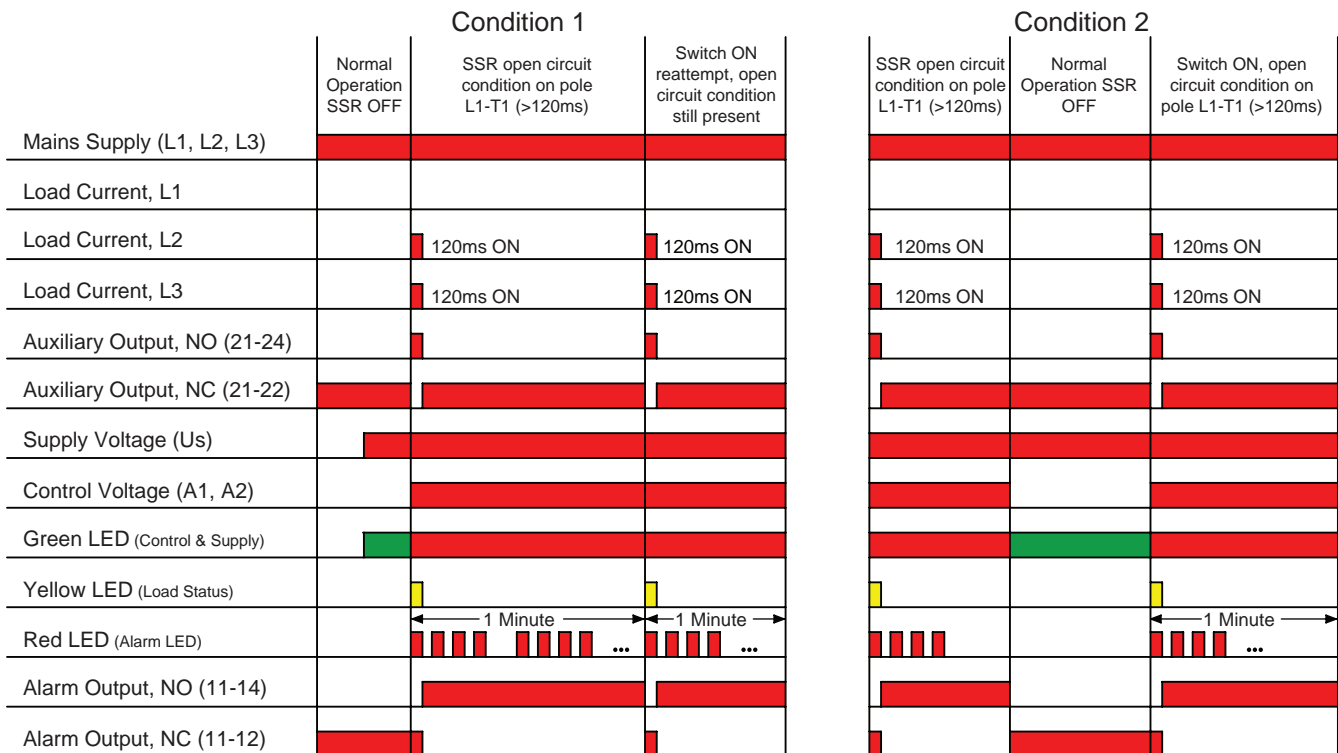 Condition 1
Condition 2
Normal
Operation
SSR OFF
SSR open circuit
condition on pole
L1-T1 (>120ms)
Switch ON
reattempt, open
circuit condition
still present
SSR open circuit
condition on pole
L1-T1 (>120ms)
Normal
Operation SSR
OFF
Switch ON, open
circuit condition on
pole L1-T1 (>120ms)
Mains Supply (L1, L2, L3)
Load Current, L1
Load Current, L2
120ms ON
120ms ON
120ms ON
120ms ON
Load Current, L3
120ms ON
120ms ON
120ms ON
120ms ON
Auxiliary Output, NO (21-24)
Auxiliary Output, NC (21-22)
Supply Voltage (Us)
Control Voltage (A1, A2)
Green LED (Control & Supply)
Yellow LED (Load Status)
1 Minute
1 Minute
1 Minute
Red LED (Alarm LED)
...
...
...
Alarm Output, NO (11-14)
Alarm Output, NC (11-12)